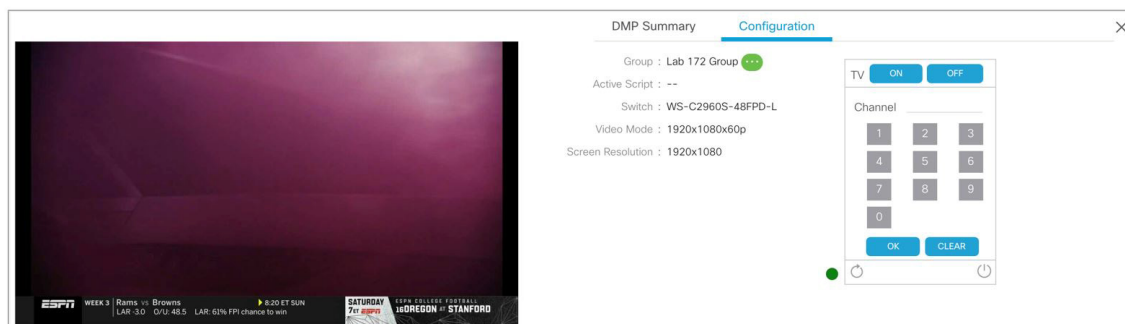 DMP Summary Configuration
Group : Lab 172 Group
Active Script : --
Switch : WS-C2960S-48FPD-L
Video Mode : 1920x1080x60p
Screen Resolution : 1920x1080
TV ON OFF
Channel
1 2 3
4 5 6
7 8 9
0
OK CLEAR
ESPN WEEK 3 Rams vs Browns 8:20 ET SUN
LAR -3.0 O/U: 48.5 LAR: 61% FPI chance to win
SATURDAY ESPN COLLEGE FOOTBALL
7ET ESPN 16OREGON AT STANFORD